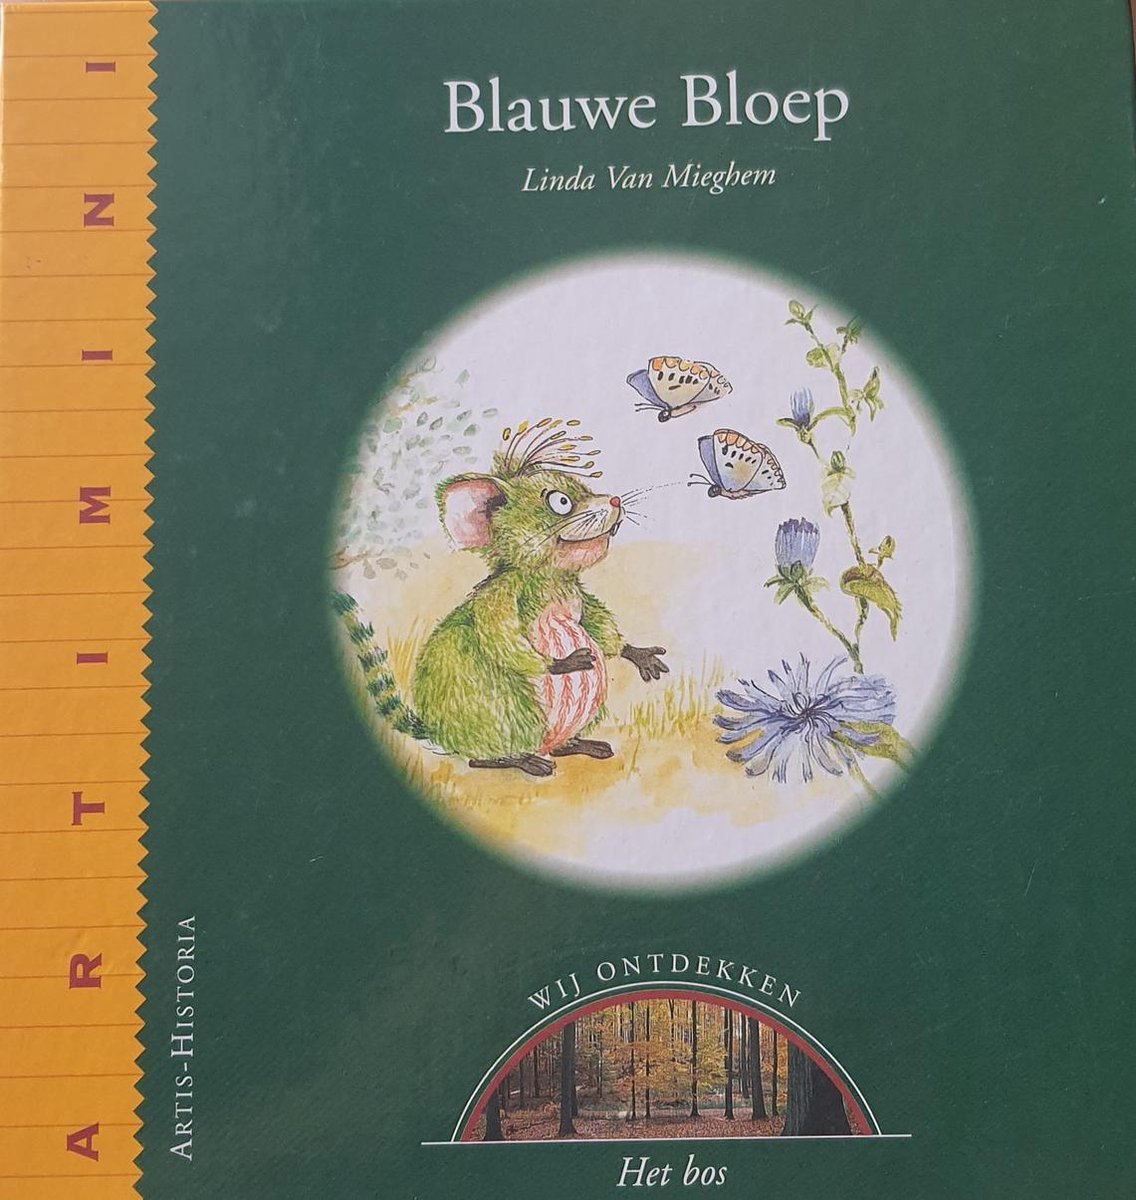 Blauwe Bloep
Linda Van Mieghem
ARTIMINI
ARTIS-HISTORIA
WIJ ONTDEKKEN
Het bos